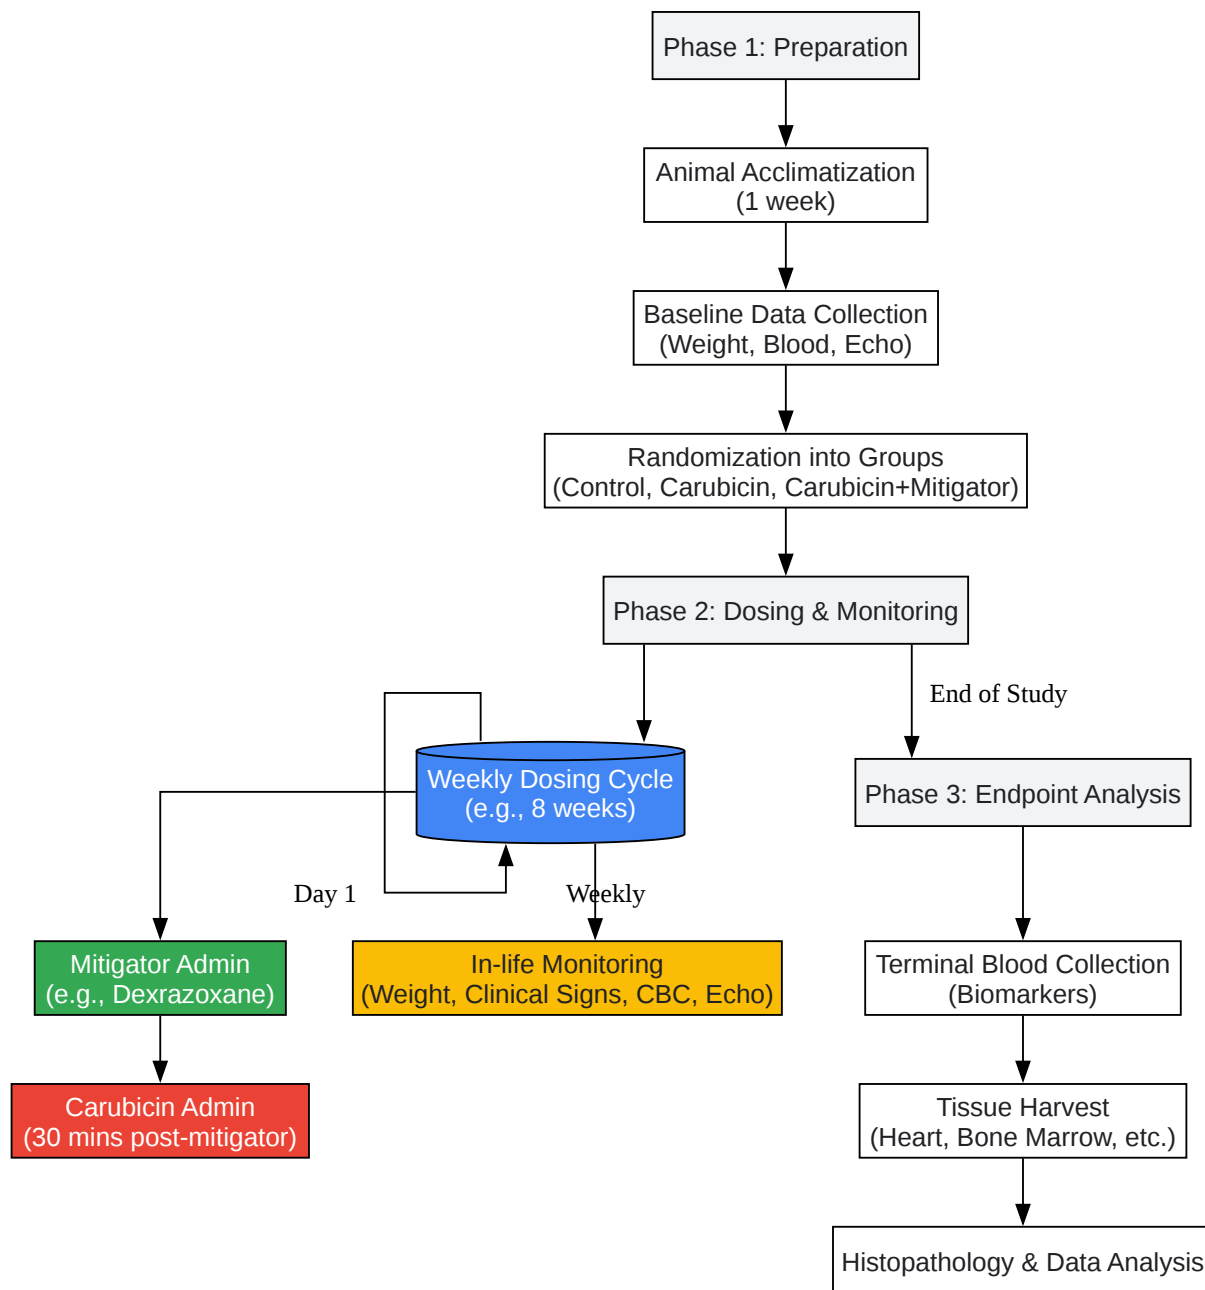 Phase 1: Preparation
Animal Acclimatization
(1 week)
Baseline Data Collection
(Weight, Blood, Echo)
Randomization into Groups
(Control, Carubicin, Carubicin+Mitigator)
Phase 2: Dosing & Monitoring
End of Study
Weekly Dosing Cycle
(e.g., 8 weeks)
Phase 3: Endpoint Analysis
Day 1
Weekly
Mitigator Admin
(e.g., Dexrazoxane)
In-life Monitoring
(Weight, Clinical Signs, CBC, Echo)
Terminal Blood Collection
(Biomarkers)
Carubicin Admin
(30 mins post-mitigator)
Tissue Harvest
(Heart, Bone Marrow, etc.)
Histopathology & Data Analysis